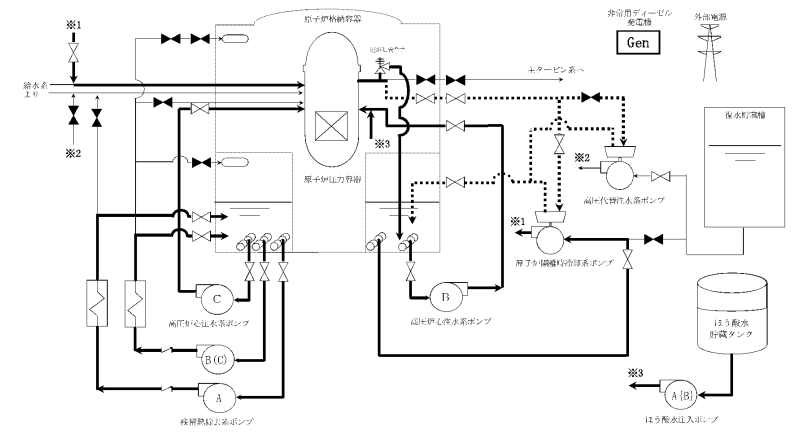 ※1
給水系
より
※2
原子炉格納容器
逃がし安全弁
原子炉圧力容器
※3
主タービン系へ
非常用ディーゼル
発電機
Gen
外部電源
復水貯蔵槽
※2
高圧代替注水系ポンプ
※1
原子炉隔離時冷却系ポンプ
C
高圧炉心注水系ポンプ
B
高圧炉心注水系ポンプ
B(C)
A
残留熱除去系ポンプ
ほう酸水
貯蔵タンク
※3
A{B}
ほう酸水注入ポンプ